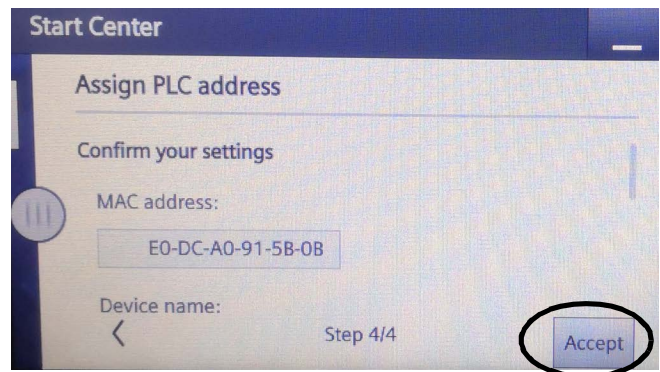 Start Center
Assign PLC address
Confirm your settings
MAC address:
E0-DC-A0-91-5B-0B
Device name:
Step 4/4
Accept